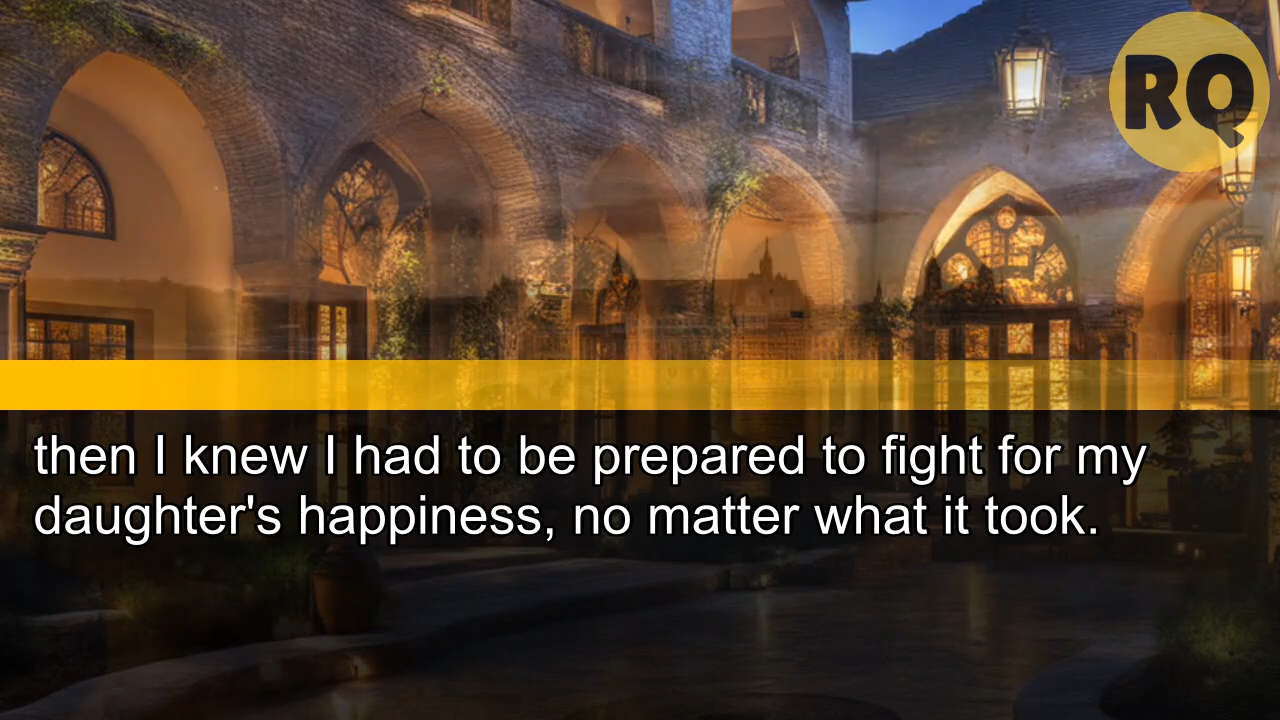 RQ
then I knew I had to be prepared to fight for my
daughter's happiness, no matter what it took.